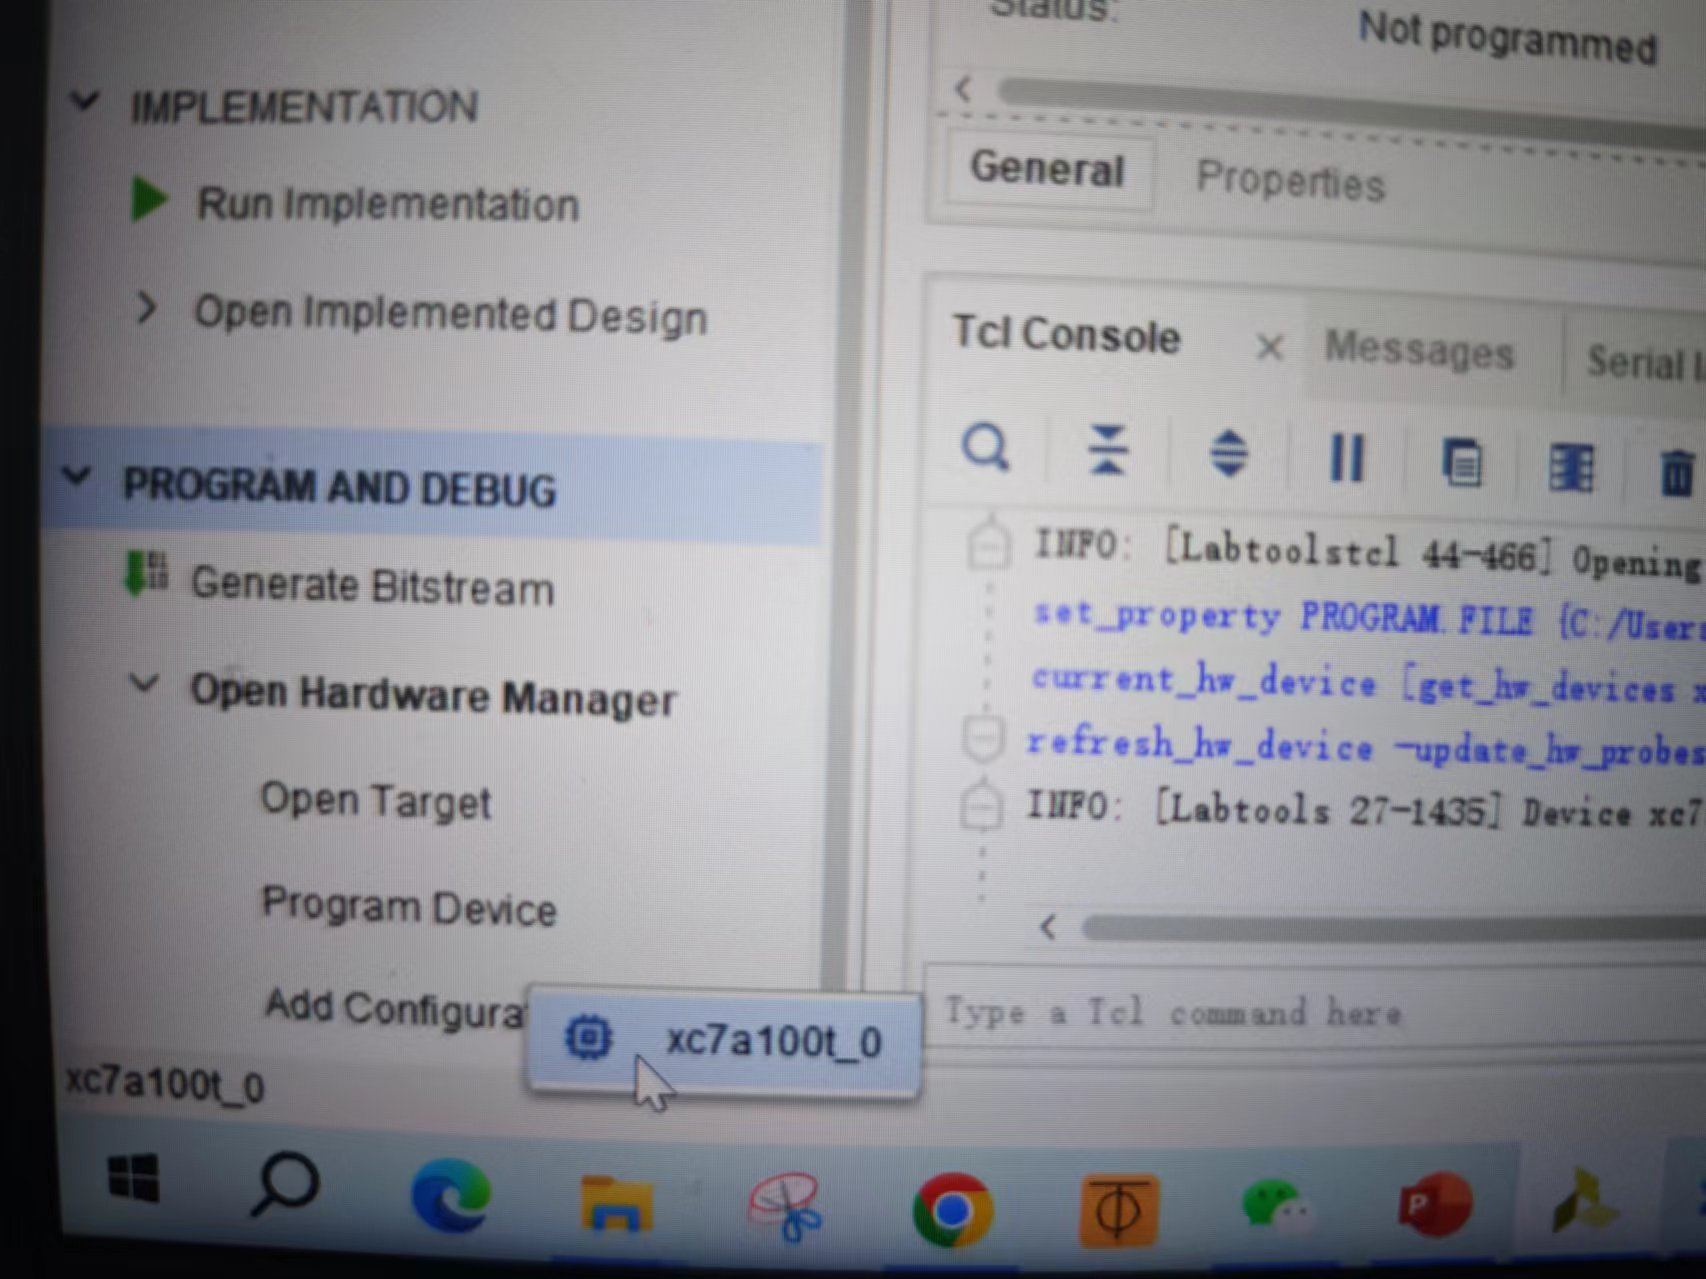 IMPLEMENTATION
Run Implementation
Open Implemented Design
PROGRAM AND DEBUG
Generate Bitstream
Open Hardware Manager
Open Target
Program Device
Add Configura
xc7a100t_0
xc7a100t_0
Status:
Not programmed
General
Properties
Tcl Console
Messages
Serial
INFO: [Labtoolstcl 44-466] Opening
set_property PROGRAM.FILE {C:/Users
current_hw_device [get_hw_devices x
refresh_hw_device -update_hw_probes
INFO: [Labtools 27-1435] Device xc7
Type a Tcl command here
P